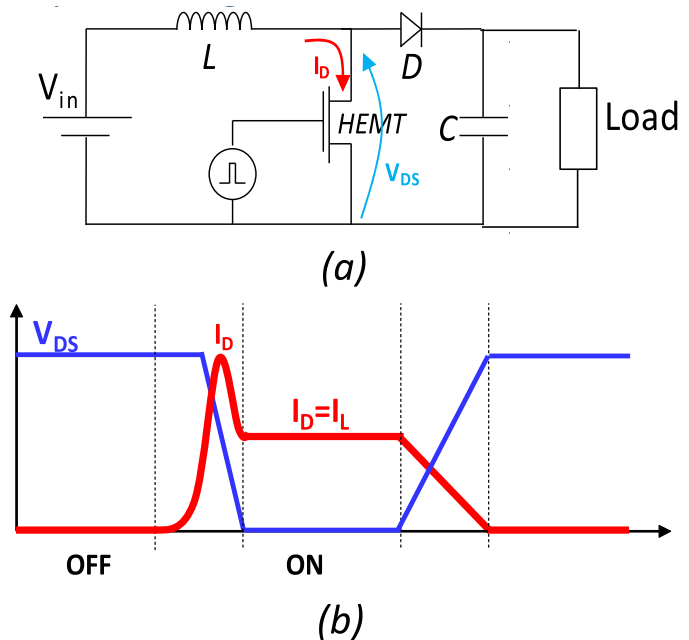 L
D
I_D
V_in
HEMT
C
Load
V_DS
(a)
V_DS
I_D
I_D=I_L
OFF
ON
(b)